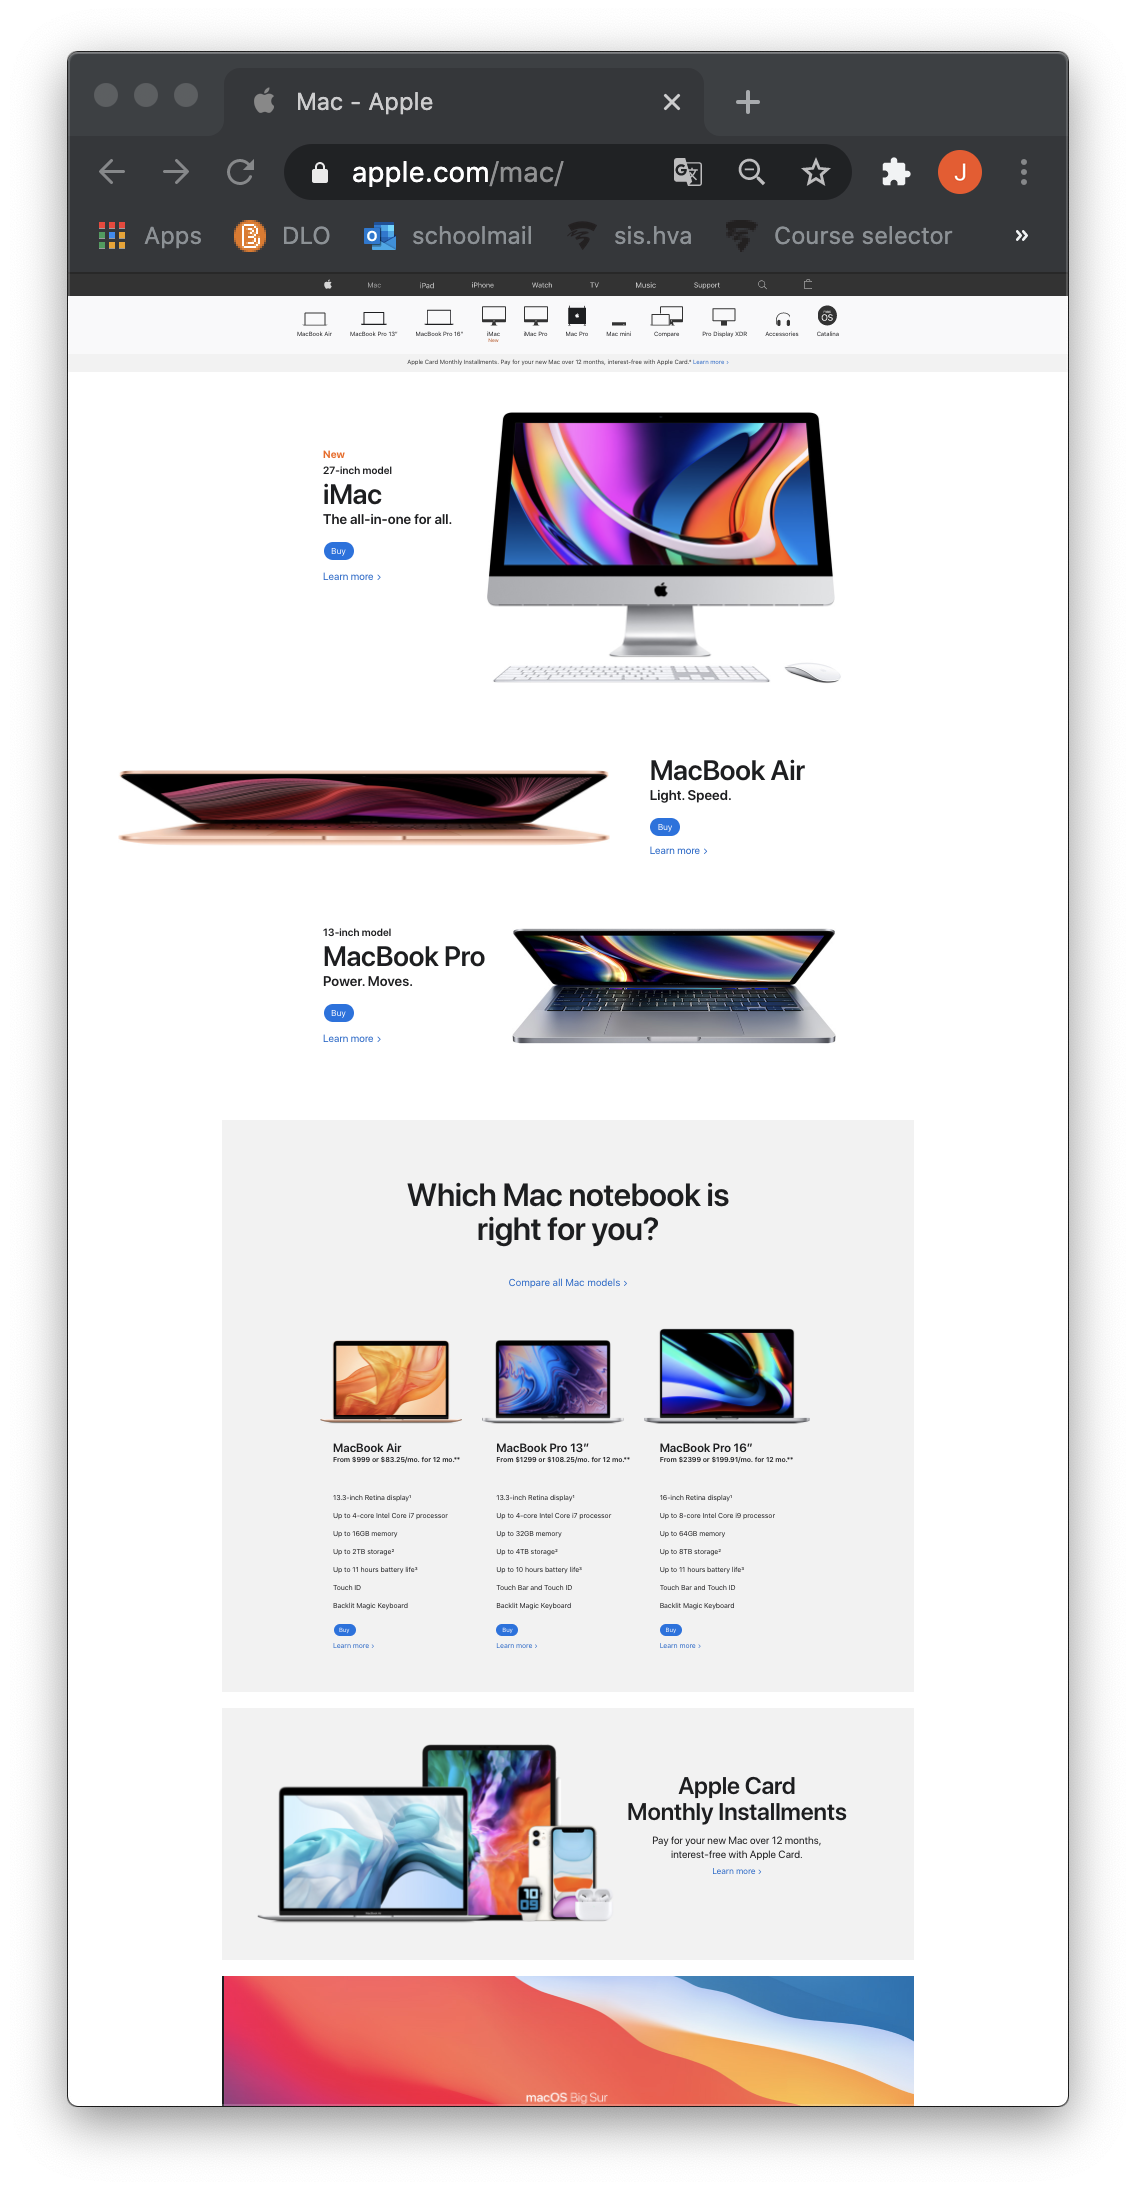 Mac - Apple
apple.com/mac/
J
Apps
DLO
schoolmail
sis.hva
Course selector
»
Mac
iPad
iPhone
Watch
TV
Music
Support
MacBook Air
MacBook Pro 13"
MacBook Pro 16"
iMac
New
iMac Pro
Mac Pro
Mac mini
Compare
Pro Display XDR
Accessories
OS
Catalina
Apple Card Monthly Installments. Pay for your new Mac over 12 months, interest-free with Apple Card.* Learn more >
New
27-inch model
iMac
The all-in-one for all.
Buy
Learn more >
MacBook Air
Light. Speed.
Buy
Learn more >
13-inch model
MacBook Pro
Power. Moves.
Buy
Learn more >
Which Mac notebook is
right for you?
Compare all Mac models >
MacBook Air
From $999 or $83.25/mo. for 12 mo.**
13.3-inch Retina display¹
Up to 4-core Intel Core i7 processor
Up to 16GB memory
Up to 2TB storage²
Up to 11 hours battery life³
Touch ID
Backlit Magic Keyboard
Buy
Learn more >
MacBook Pro 13"
From $1299 or $108.25/mo. for 12 mo.**
13.3-inch Retina display¹
Up to 4-core Intel Core i7 processor
Up to 32GB memory
Up to 4TB storage²
Up to 10 hours battery life³
Touch Bar and Touch ID
Backlit Magic Keyboard
Buy
Learn more >
MacBook Pro 16"
From $2399 or $199.91/mo. for 12 mo.**
16-inch Retina display¹
Up to 8-core Intel Core i9 processor
Up to 64GB memory
Up to 8TB storage²
Up to 11 hours battery life³
Touch Bar and Touch ID
Backlit Magic Keyboard
Buy
Learn more >
10
09
Apple Card
Monthly Installments
Pay for your new Mac over 12 months,
interest-free with Apple Card.
Learn more >
macOS Big Sur